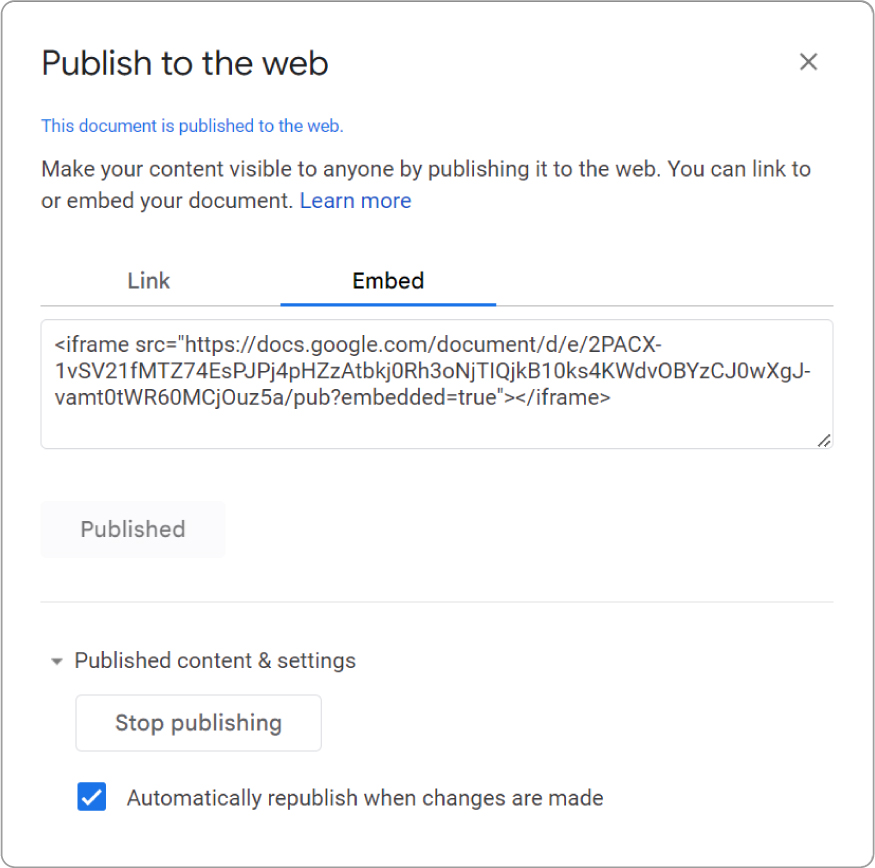 Publish to the web
This document is published to the web.
Make your content visible to anyone by publishing it to the web. You can link to
or embed your document. Learn more
Link Embed
<iframe src="https://docs.google.com/document/d/e/2PACX-
1vSV21fMTZ74EsPJPj4pHZzAtbkj0Rh3oNjTIQjkB10ks4KWdvOBYzCJ0wXgJ-
vamt0tWR60MCjOuz5a/pub?embedded=true"></iframe>
Published
Published content & settings
Stop publishing
Automatically republish when changes are made